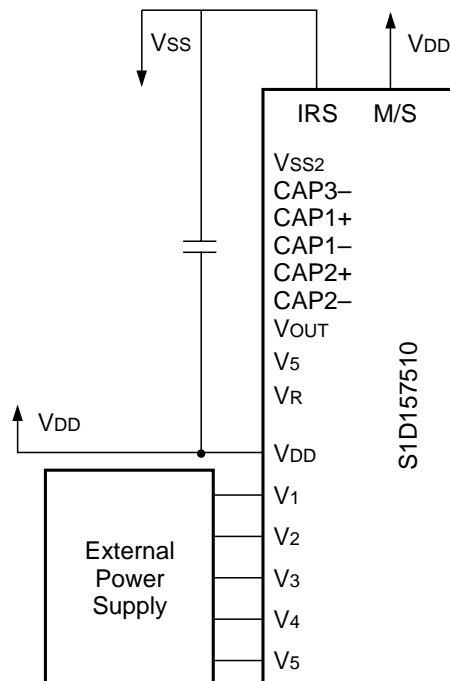 VSS
VDD
IRS M/S
VSS2
CAP3–
CAP1+
CAP1–
CAP2+
CAP2–
VOUT
V5
VR
S1D157510
VDD
VDD
V1
V2
V3
V4
V5
External
Power
Supply